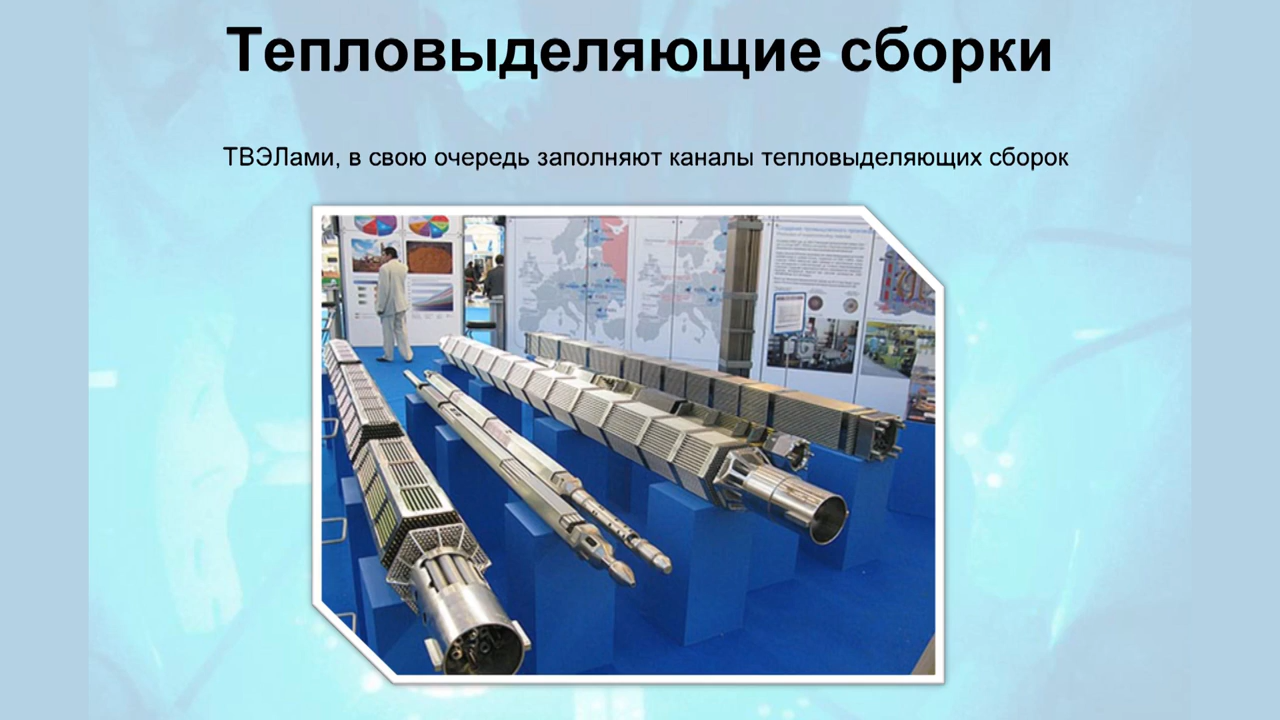 Тепловыделяющие сборки
ТВЭЛами, в свою очередь заполняют каналы тепловыделяющих сборок